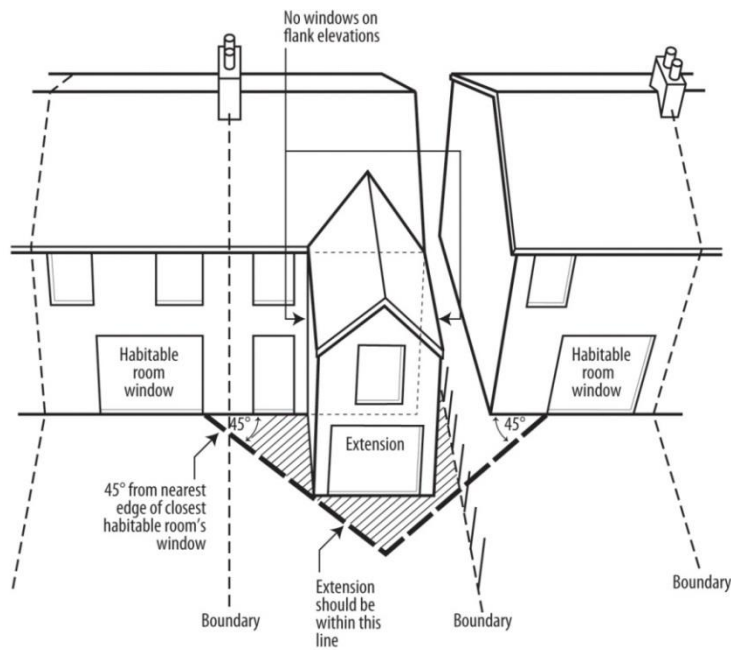 No windows on
flank elevations
Habitable
room
window
Habitable
room
window
45°
45°
Extension
45° from nearest
edge of closest
habitable room's
window
Extension
should be
within this
line
Boundary
Boundary
Boundary